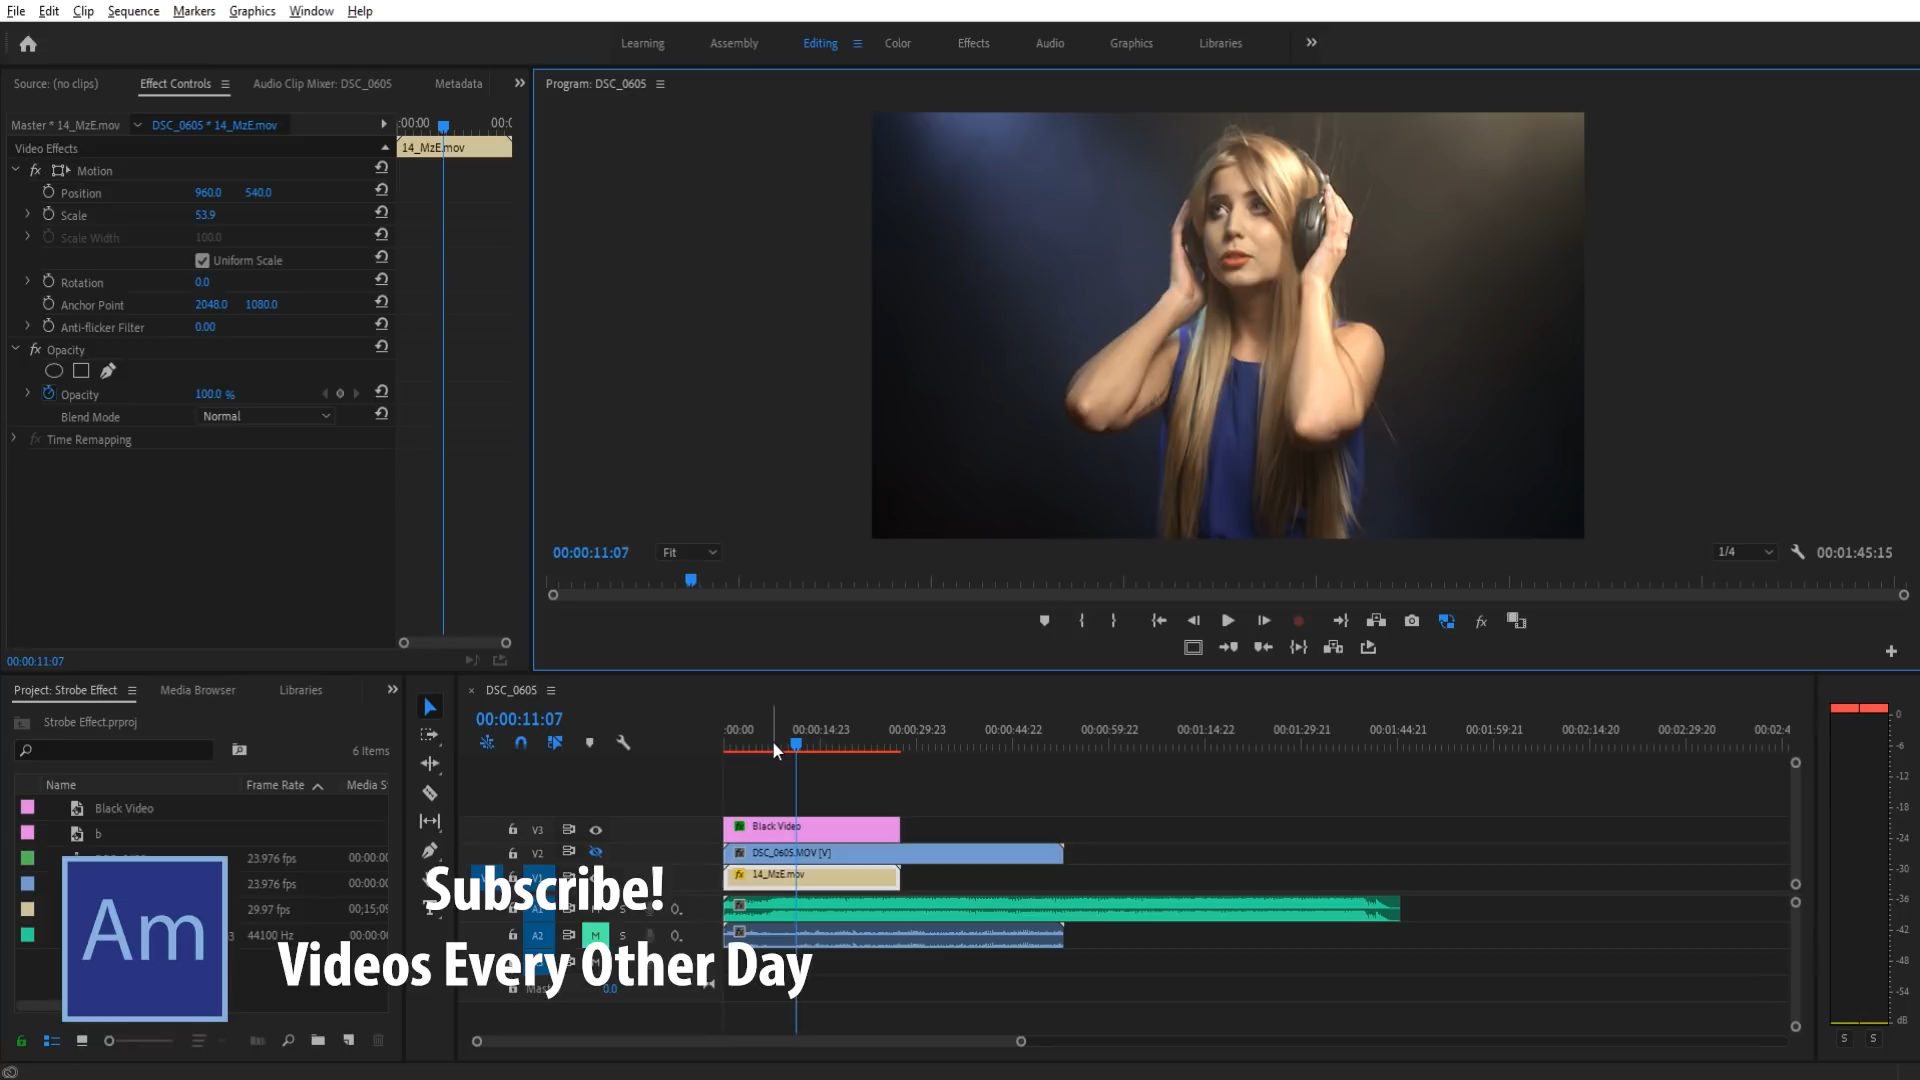 File Edit Clip Sequence Markers Graphics Window Help
Learning Assembly Editing Color Effects Audio Graphics Libraries
Source: (no clips) Effect Controls Audio Clip Mixer: DSC_0605 Metadata
Program: DSC_0605
Master * 14_MzE.mov DSC_0605 * 14_MzE.mov
:00:00 00:(
Video Effects
14_MzE.mov
fx Motion
Position 960.0 540.0
Scale 53.9
Scale Width 100.0
Uniform Scale
Rotation 0.0
Anchor Point 2048.0 1080.0
Anti-flicker Filter 0.00
fx Opacity
Opacity 100.0 %
Blend Mode Normal
fx Time Remapping
00:00:11:07 Fit 1/4 00:01:45:15
fx
00:00:11:07
Project: Strobe Effect Media Browser Libraries
DSC_0605
Strobe Effect.prproj
6 Items
Name Frame Rate Media S
Black Video
b
23.976 fps 00:00:0(
23.976 fps 00:00:0(
29.97 fps 00;15;0
3 44100 Hz 00:00:0(
00:00:11:07
:00:00 00:00:14:23 00:00:29:23 00:00:44:22 00:00:59:22 00:01:14:22 00:01:29:21 00:01:44:21 00:01:59:21 00:02:14:20 00:02:29:20 00:02:4
V3 fx Black Video
V2 fx DSC_0605.MOV [V]
V1 fx 14_MzE.mov
A1 M S
A2 M S
Mast 0.0
0
-6
-12
-18
-24
-30
-36
-42
-48
-54
dB
S S
Am
Subscribe!
Videos Every Other Day